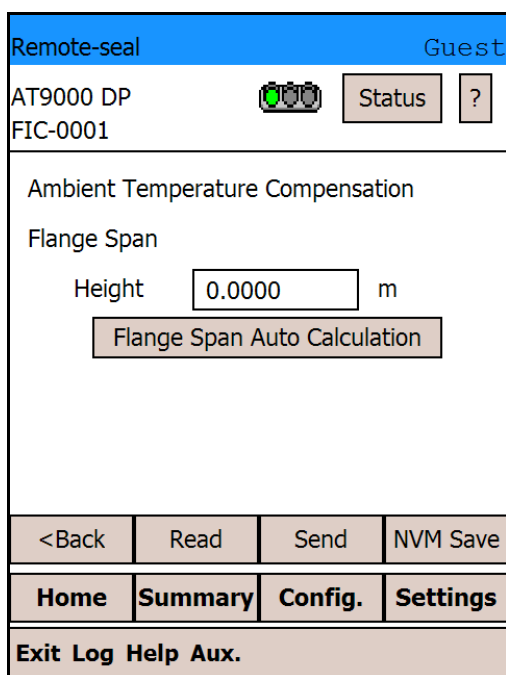 Remote-seal Guest
AT9000 DP Status ?
FIC-0001
Ambient Temperature Compensation
Flange Span
Height 0.0000 m
Flange Span Auto Calculation
<Back Read Send NVM Save
Home Summary Config. Settings
Exit Log Help Aux.